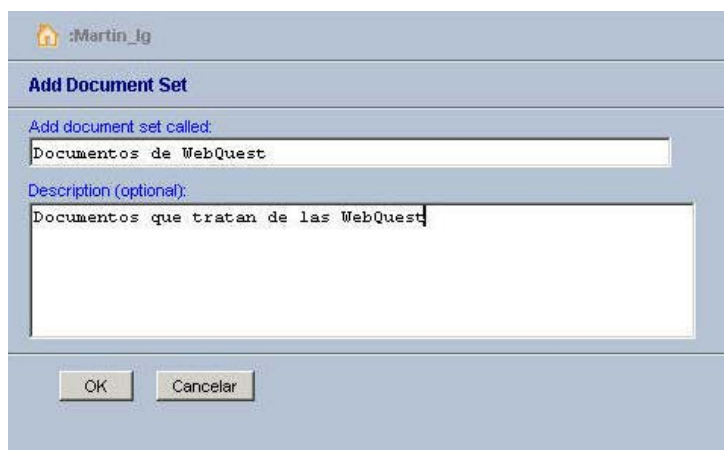 :Martin_Ig
Add Document Set
Add document set called:
Documentos de WebQuest
Description (optional):
Documentos que tratan de las WebQuest
OK
Cancelar